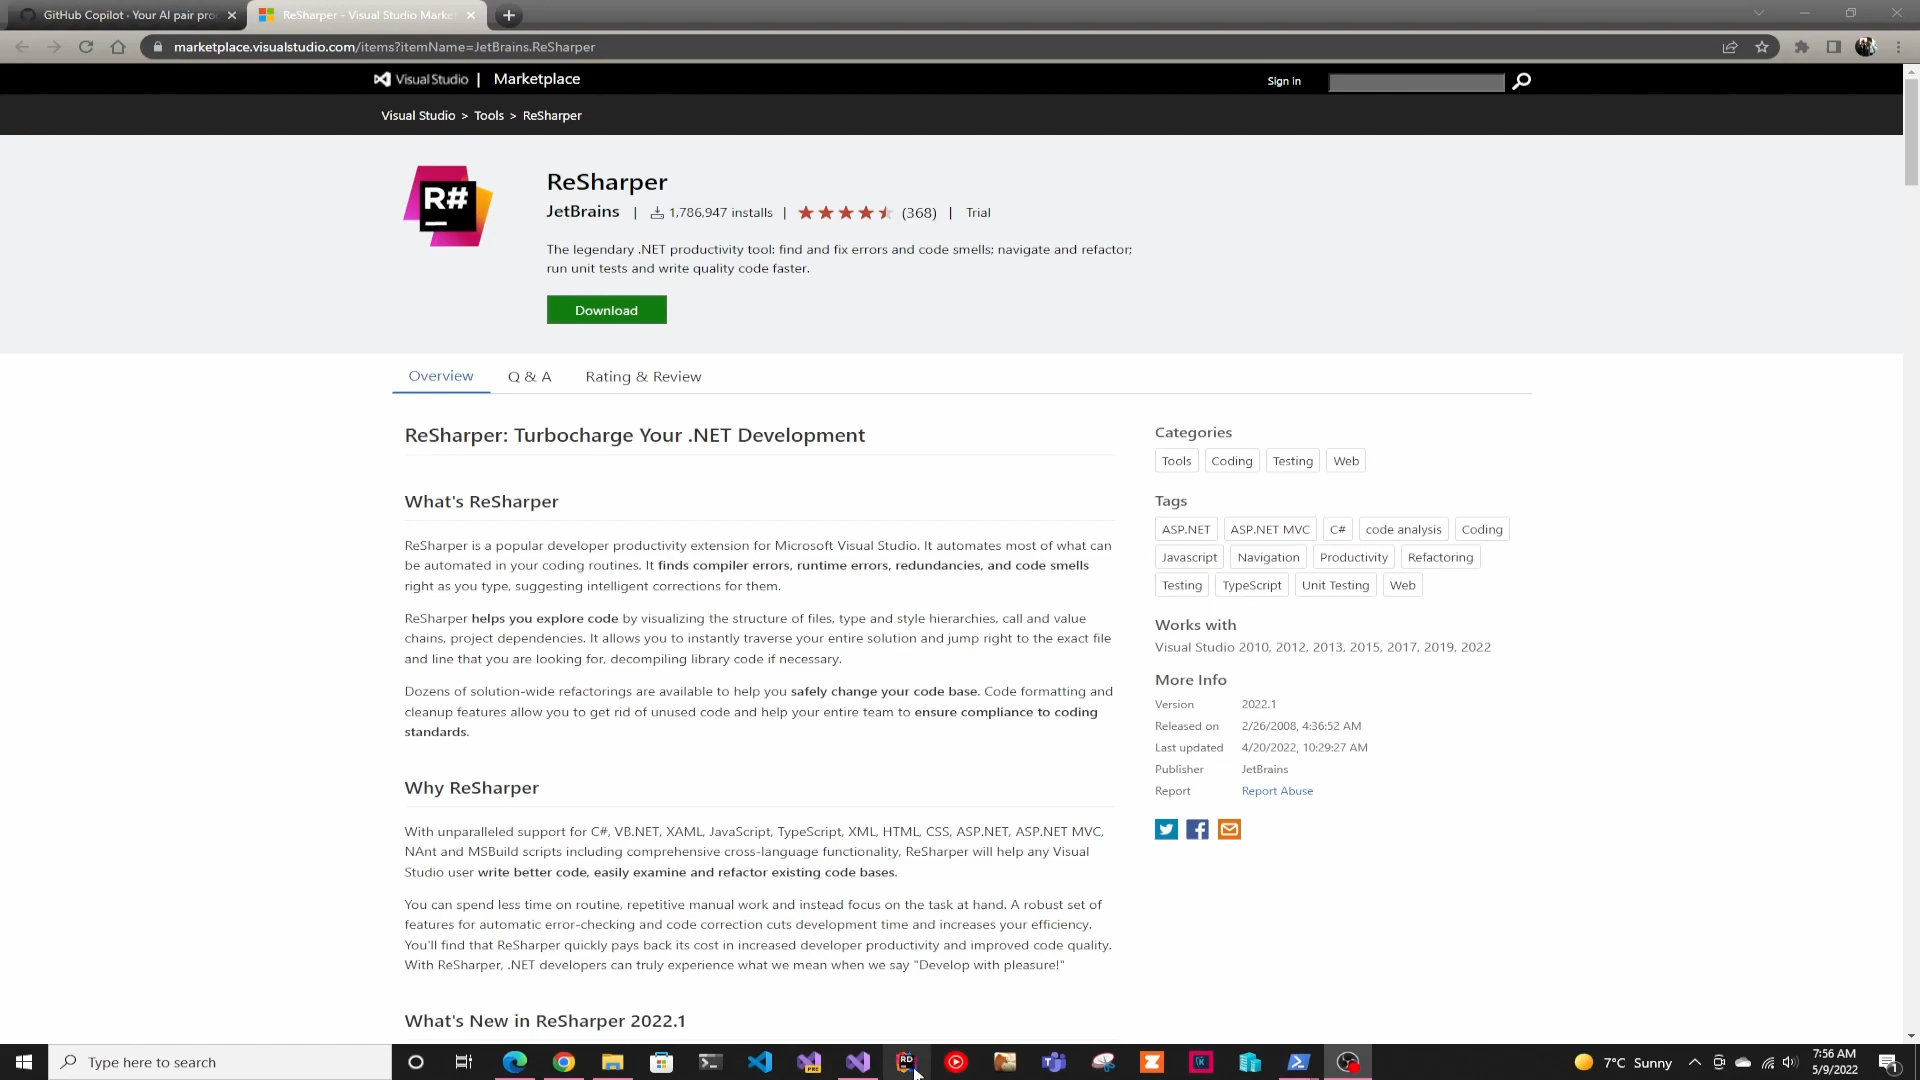 GitHub Copilot · Your AI pair pro
ReSharper - Visual Studio Marke
marketplace.visualstudio.com/items?itemName=JetBrains.ReSharper
Visual Studio | Marketplace
Sign in
Visual Studio > Tools > ReSharper
R#
ReSharper
JetBrains | 1,786,947 installs | (368) | Trial
The legendary .NET productivity tool: find and fix errors and code smells; navigate and refactor;
run unit tests and write quality code faster.
Download
Overview Q & A Rating & Review
ReSharper: Turbocharge Your .NET Development
What's ReSharper
ReSharper is a popular developer productivity extension for Microsoft Visual Studio. It automates most of what can
be automated in your coding routines. It finds compiler errors, runtime errors, redundancies, and code smells
right as you type, suggesting intelligent corrections for them.
ReSharper helps you explore code by visualizing the structure of files, type and style hierarchies, call and value
chains, project dependencies. It allows you to instantly traverse your entire solution and jump right to the exact file
and line that you are looking for, decompiling library code if necessary.
Dozens of solution-wide refactorings are available to help you safely change your code base. Code formatting and
cleanup features allow you to get rid of unused code and help your entire team to ensure compliance to coding
standards.
Why ReSharper
With unparalleled support for C#, VB.NET, XAML, JavaScript, TypeScript, XML, HTML, CSS, ASP.NET, ASP.NET MVC,
NAnt and MSBuild scripts including comprehensive cross-language functionality, ReSharper will help any Visual
Studio user write better code, easily examine and refactor existing code bases.
You can spend less time on routine, repetitive manual work and instead focus on the task at hand. A robust set of
features for automatic error-checking and code correction cuts development time and increases your efficiency.
You'll find that ReSharper quickly pays back its cost in increased developer productivity and improved code quality.
With ReSharper, .NET developers can truly experience what we mean when we say "Develop with pleasure!"
What's New in ReSharper 2022.1
Categories
Tools Coding Testing Web
Tags
ASP.NET ASP.NET MVC C# code analysis Coding
Javascript Navigation Productivity Refactoring
Testing TypeScript Unit Testing Web
Works with
Visual Studio 2010, 2012, 2013, 2015, 2017, 2019, 2022
More Info
Version 2022.1
Released on 2/26/2008, 4:36:52 AM
Last updated 4/20/2022, 10:29:27 AM
Publisher JetBrains
Report Report Abuse
Type here to search
PRE
RD
7°C Sunny
7:56 AM
5/9/2022
1